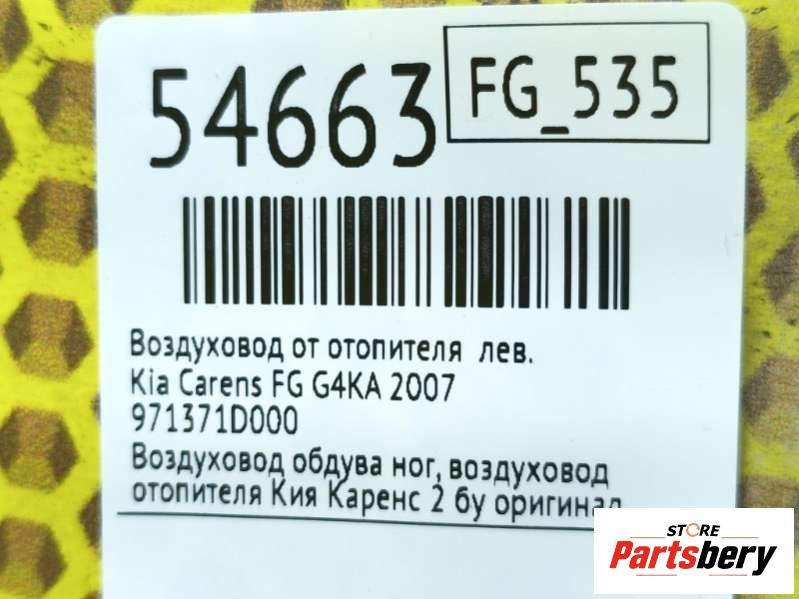 54663
FG_535
Воздуховод от отопителя лев.
Kia Carens FG G4KA 2007
971371D000
Воздуховод обдува ног, воздуховод
отопителя Кия Каренс 2 бу оригинал
STORE
Partsbery